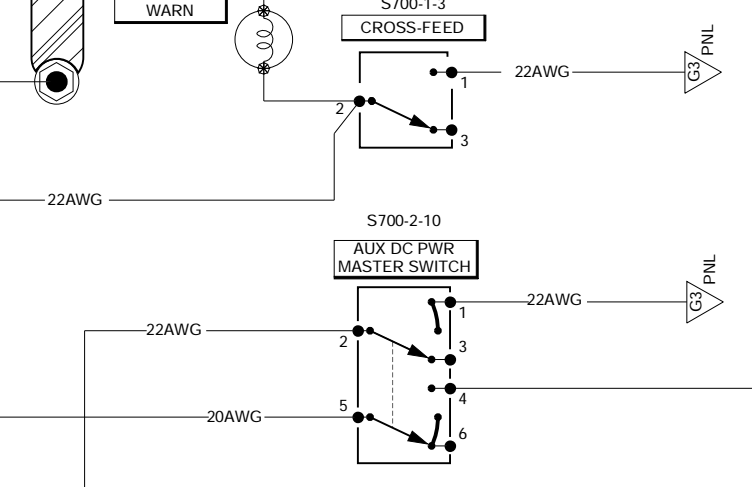 WARN
S700-1-3
CROSS-FEED
1
22AWG
G3
PNL
2
3
22AWG
S700-2-10
AUX DC PWR
MASTER SWITCH
1
22AWG
G3
PNL
22AWG
2
3
4
5
20AWG
6